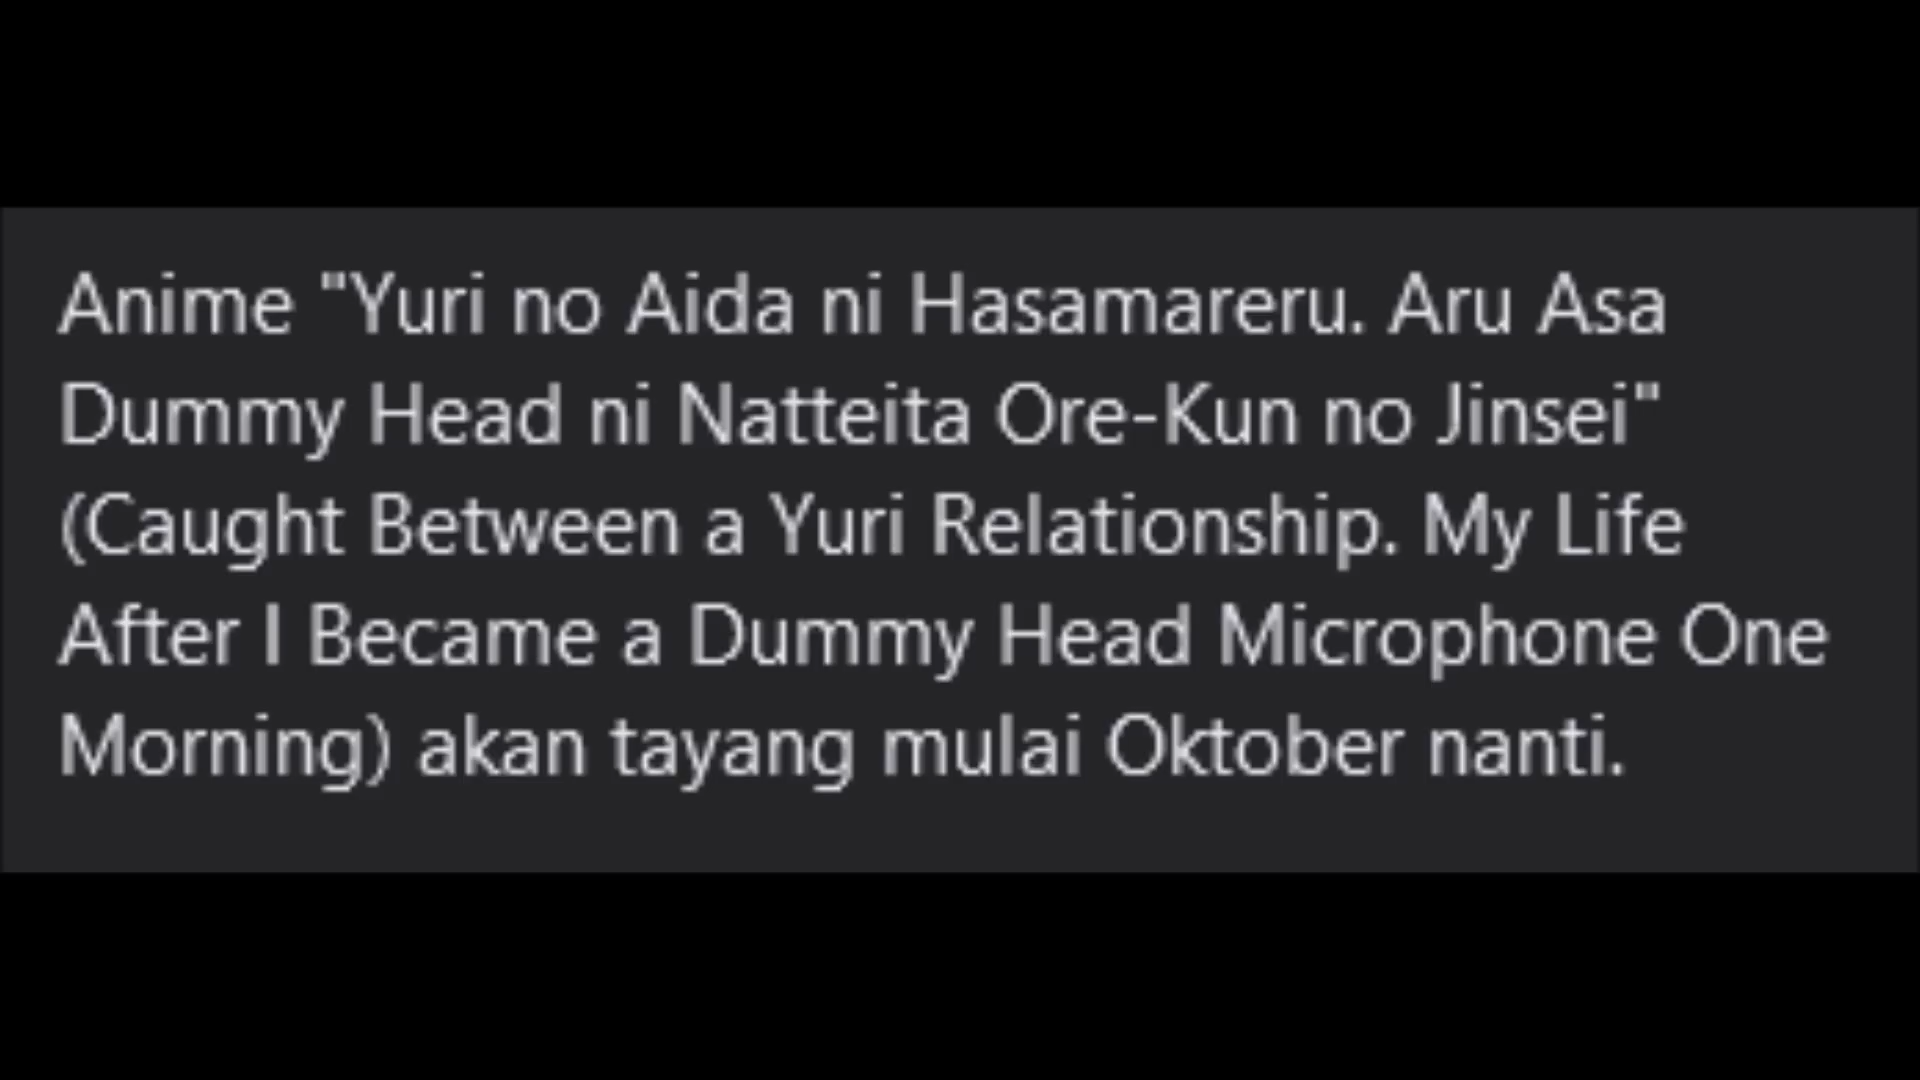 Anime "Yuri no Aida ni Hasamareru. Aru Asa
Dummy Head ni Natteita Ore-Kun no Jinsei"
(Caught Between a Yuri Relationship. My Life
After I Became a Dummy Head Microphone One
Morning) akan tayang mulai Oktober nanti.